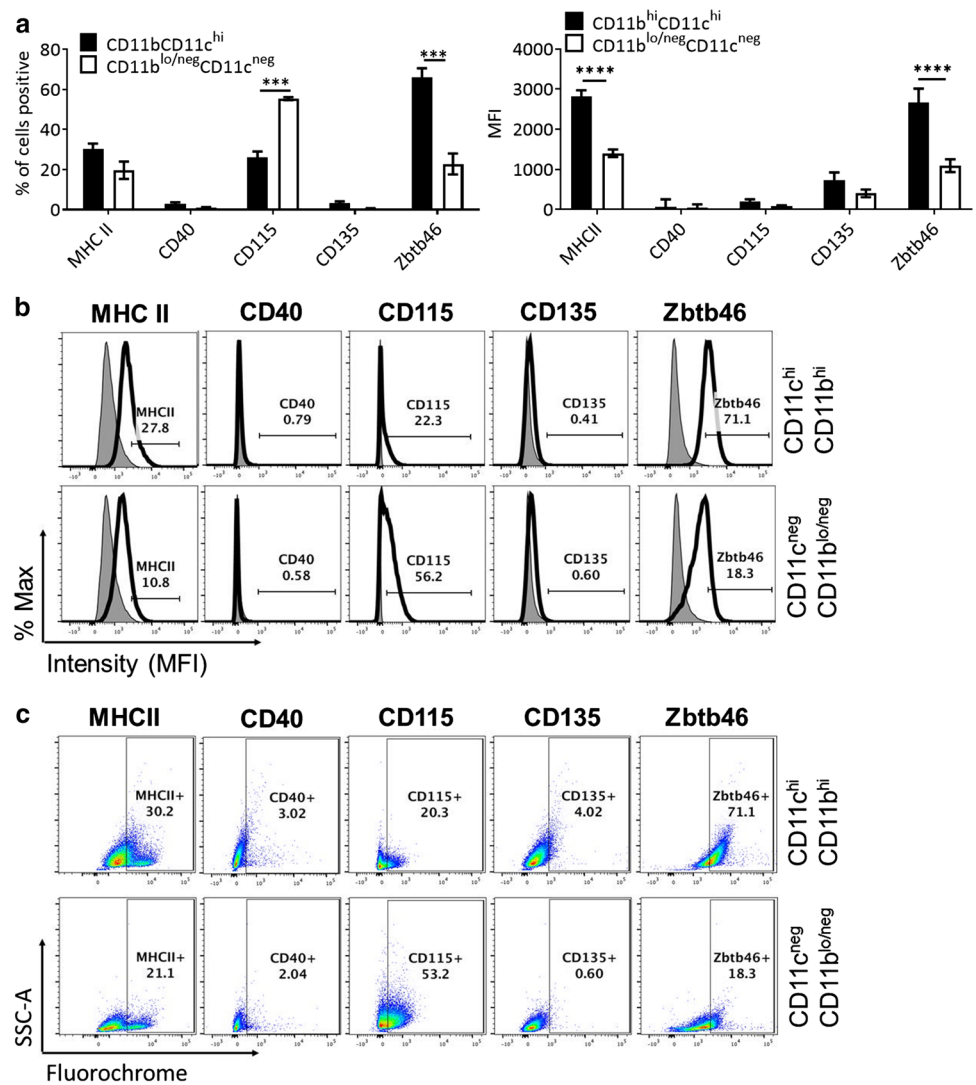 a
CD11bCD11c^hi
CD11b^lo/neg CD11c^neg
% of cells positive
80
60
40
20
0
***
***
MHC II
CD40
CD115
CD135
Zbtb46
CD11b^hi CD11c^hi
CD11b^lo/neg CD11c^neg
MFI
4000
3000
2000
1000
0
****
****
MHCII
CD40
CD115
CD135
Zbtb46
b
MHC II CD40 CD115 CD135 Zbtb46
MHCII
27.8
CD40
0.79
CD115
22.3
CD135
0.41
Zbtb46
71.1
CD11c^hi
CD11b^hi
MHCII
10.8
CD40
0.58
CD115
56.2
CD135
0.60
Zbtb46
18.3
CD11c^neg
CD11b^lo/neg
% Max
Intensity (MFI)
c
MHCII CD40 CD115 CD135 Zbtb46
MHCII+
30.2
CD40+
3.02
CD115+
20.3
CD135+
4.02
Zbtb46+
71.1
CD11c^hi
CD11b^hi
MHCII+
21.1
CD40+
2.04
CD115+
53.2
CD135+
0.60
Zbtb46+
18.3
CD11c^neg
CD11b^lo/neg
SSC-A
Fluorochrome